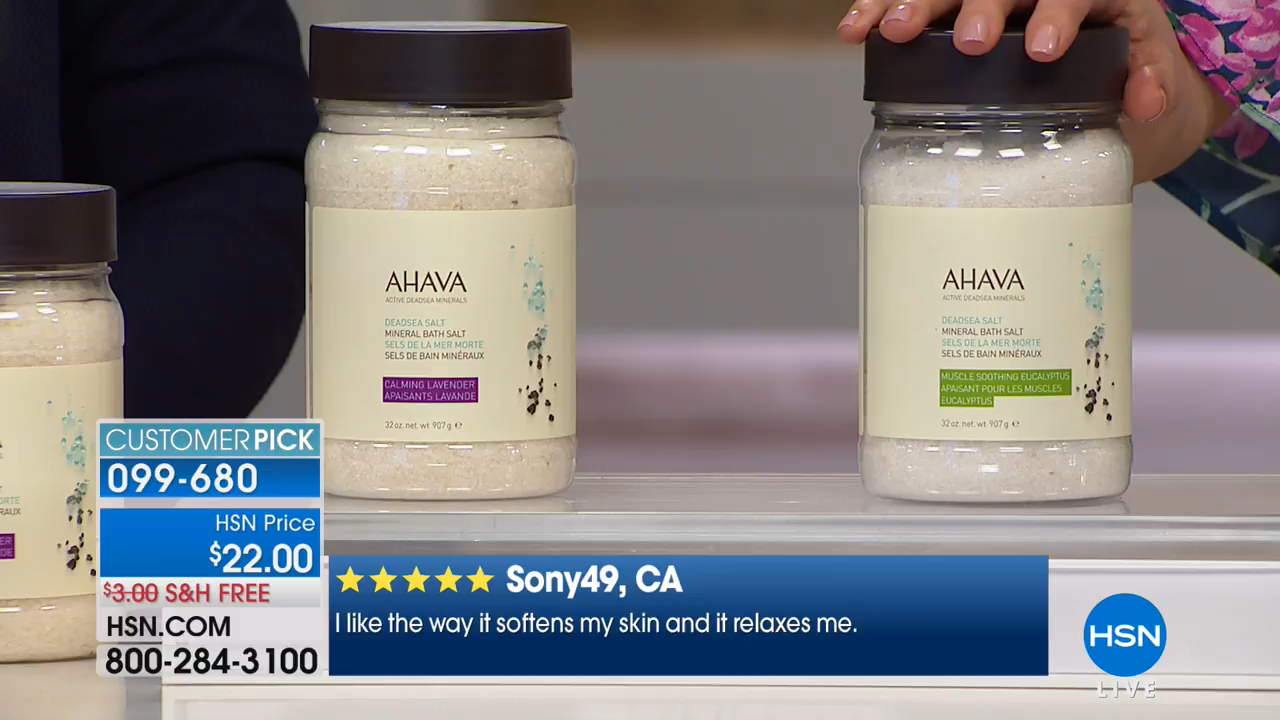 AHAVA
ACTIVE DEADSEA MINERALS
DEADSEA SALT
MINERAL BATH SALT
SELS DE LA MER MORTE
SELS DE BAIN MINÉRAUX
CALMING LAVENDER
APAISANTS LAVANDE
32 oz. net. wt 907g e
AHAVA
ACTIVE DEADSEA MINERALS
DEADSEA SALT
MINERAL BATH SALT
SELS DE LA MER MORTE
SELS DE BAIN MINÉRAUX
MUSCLE SOOTHING EUCALYPTUS
APAISANT POUR LES MUSCLES
EUCALYPTUS
32 oz. net. wt 907g e
CUSTOMER PICK
099-680
HSN Price
$22.00
$3.00 S&H FREE
HSN.COM
800-284-3100
Sony49, CA
I like the way it softens my skin and it relaxes me.
HSN
LIVE